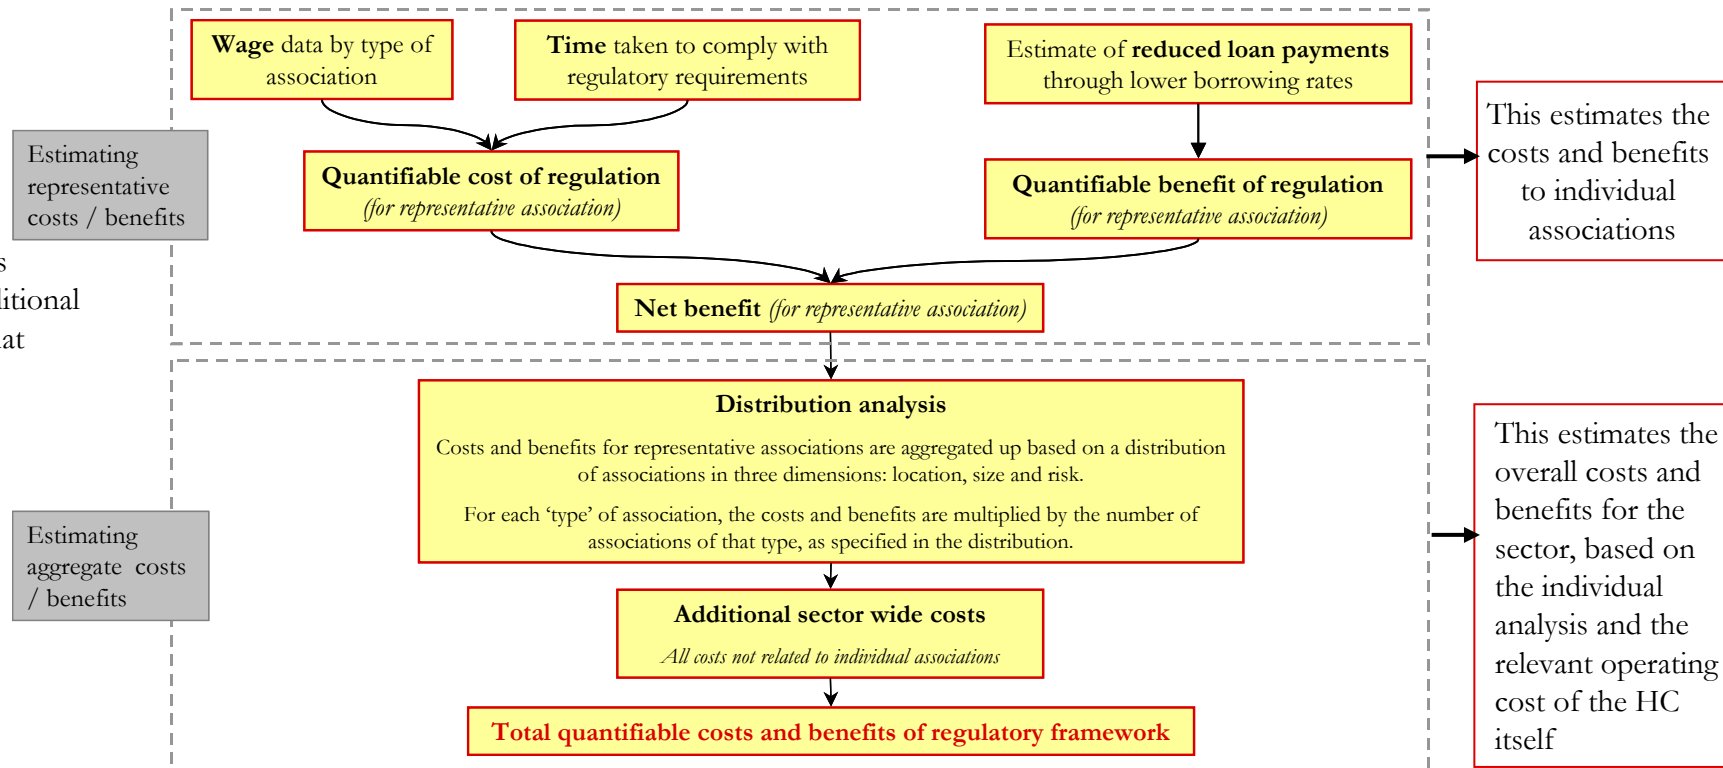 Wage data by type of
association
Time taken to comply with
regulatory requirements
Estimate of reduced loan payments
through lower borrowing rates
Estimating
representative
costs / benefits
Quantifiable cost of regulation
(for representative association)
Quantifiable benefit of regulation
(for representative association)
This estimates the
costs and benefits
to individual
associations
Net benefit (for representative association)
Distribution analysis
Costs and benefits for representative associations are aggregated up based on a distribution
of associations in three dimensions: location, size and risk.
For each ‘type’ of association, the costs and benefits are multiplied by the number of
associations of that type, as specified in the distribution.
Estimating
aggregate costs
/ benefits
Additional sector wide costs
All costs not related to individual associations
Total quantifiable costs and benefits of regulatory framework
This estimates the
overall costs and
benefits for the
sector, based on
the individual
analysis and the
relevant operating
cost of the HC
itself